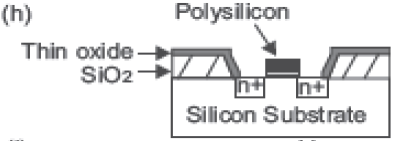 (h)
Polysilicon
Thin oxide
SiO2
n+ n+
Silicon Substrate